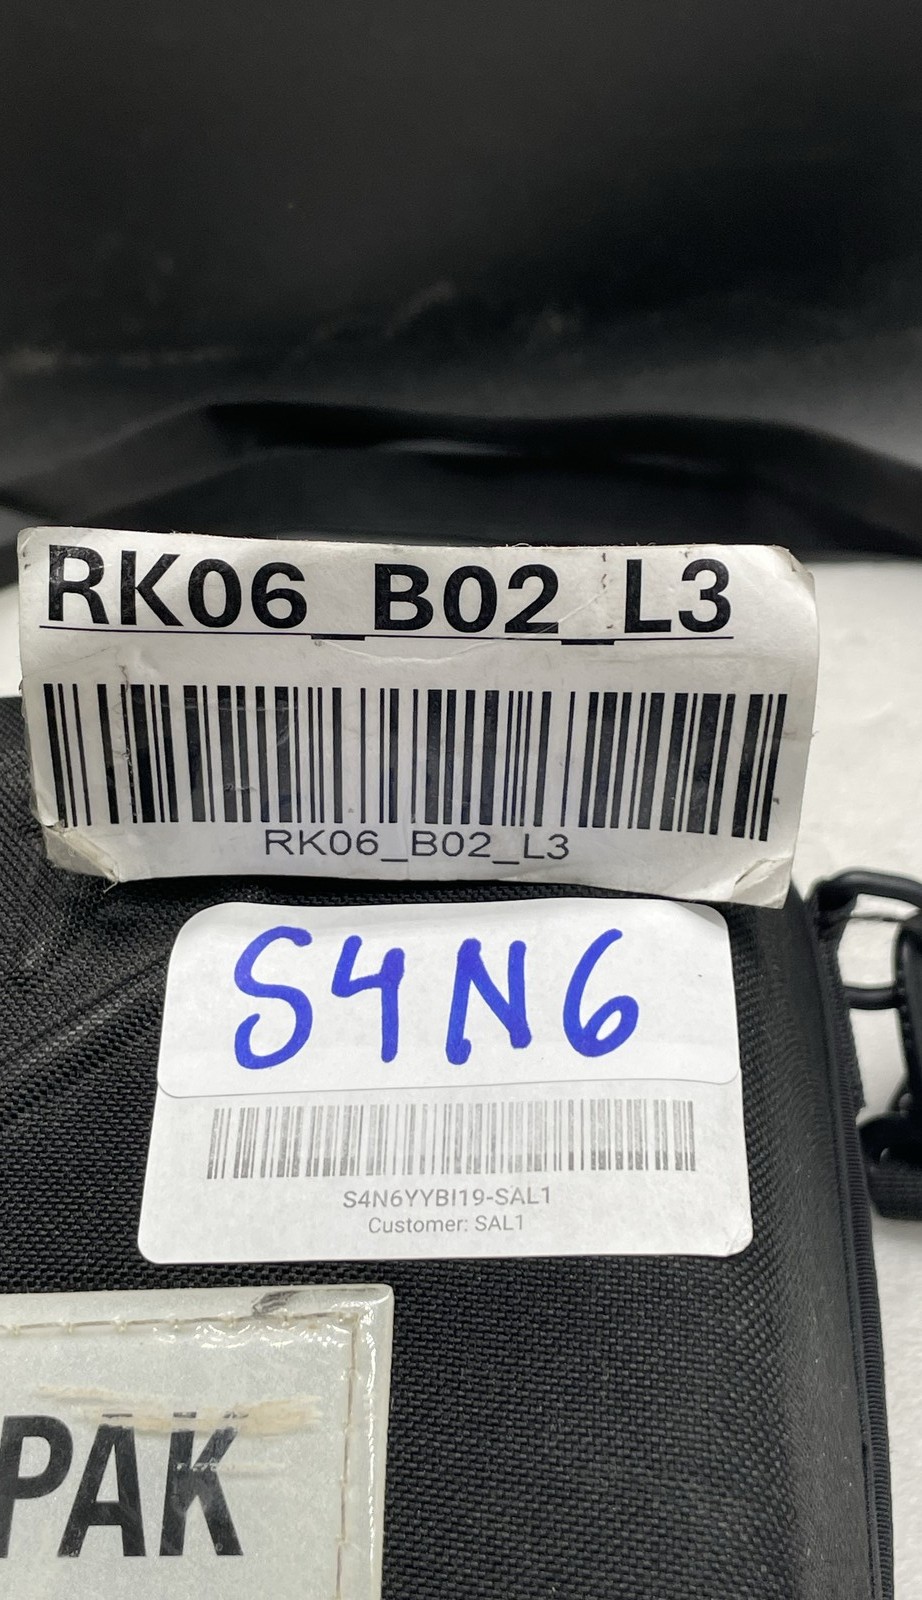 RK06_B02_L3
RK06_B02_L3
S4N6
S4N6YYBI19-SAL1
Customer: SAL1
PAK